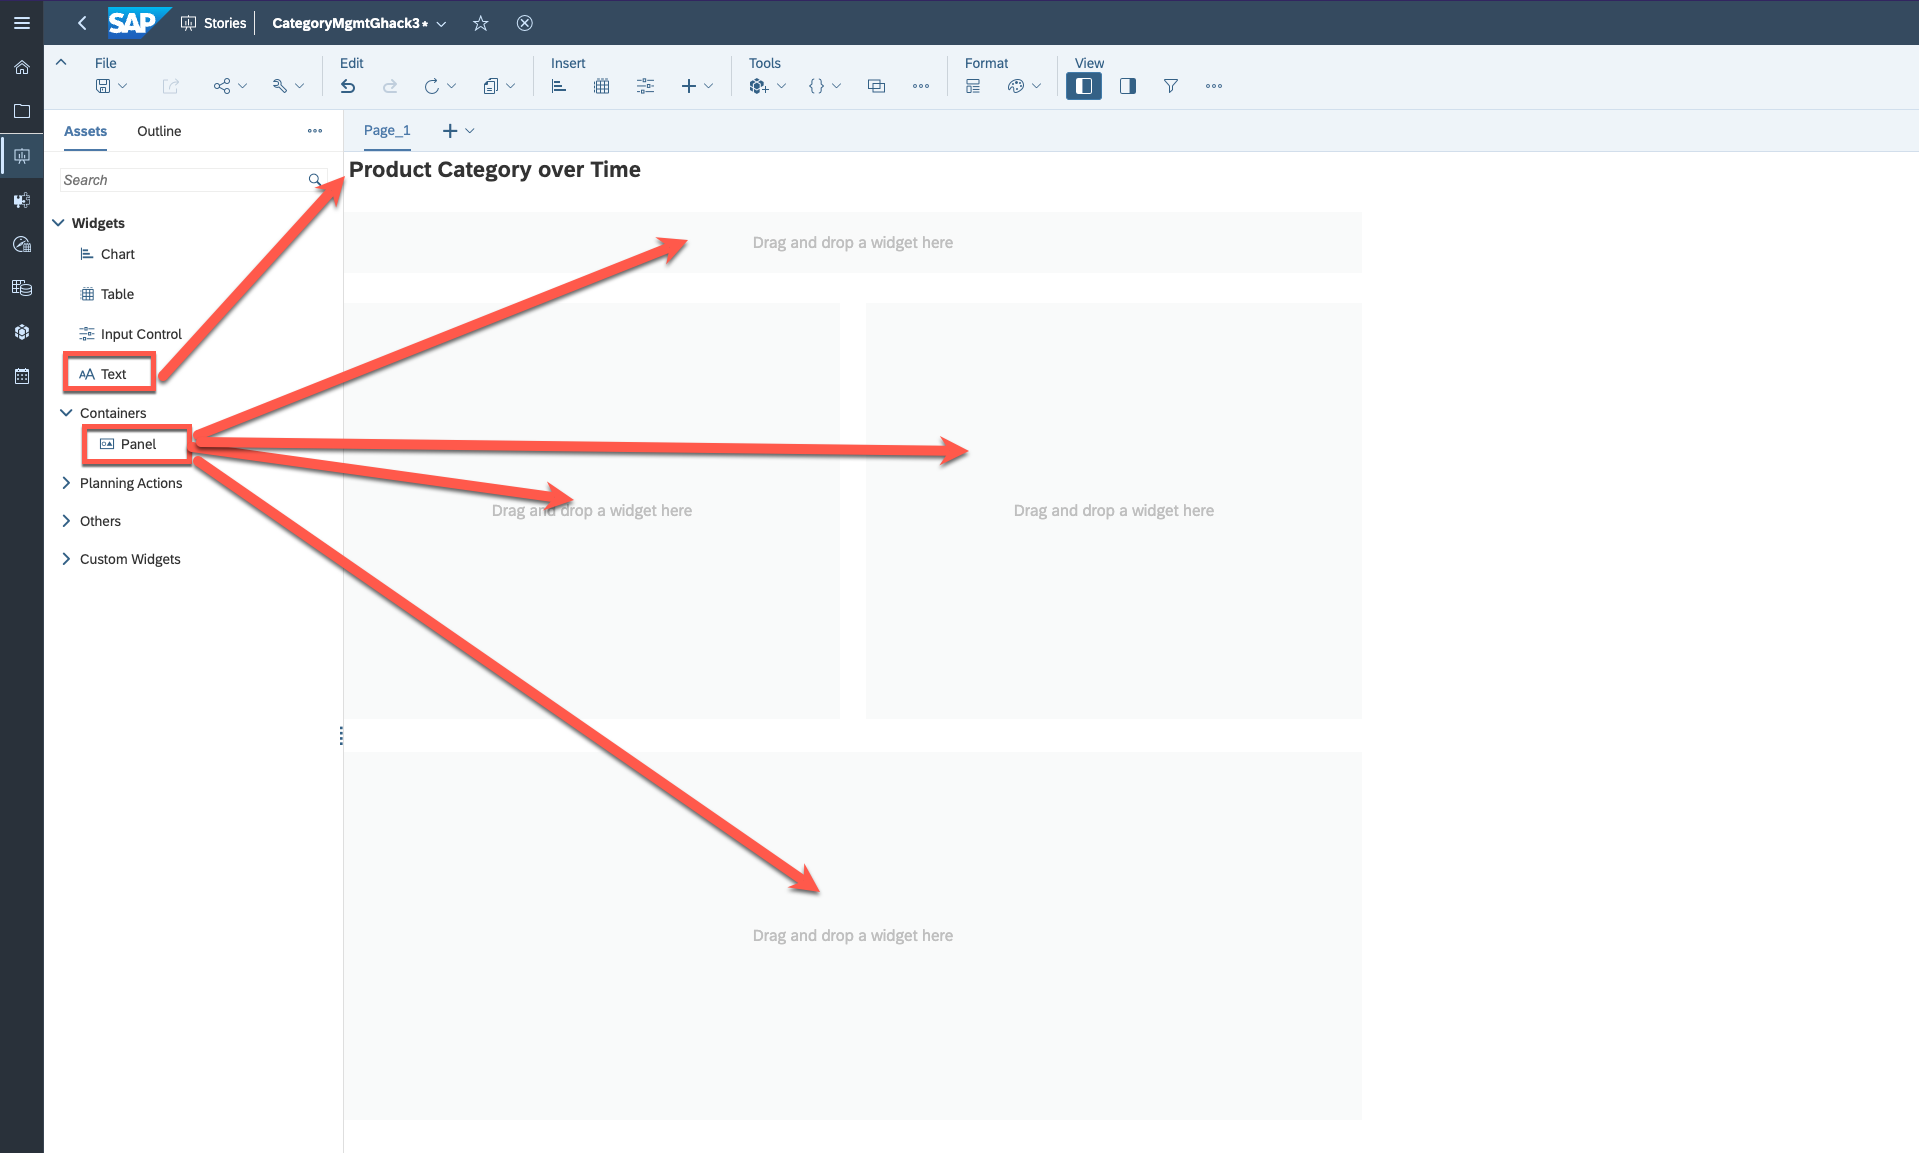 SAP Stories CategoryMgmtGhack3*
File Edit Insert Tools Format View
Assets Outline Page_1
Product Category over Time
Search
Widgets
Chart
Table
Input Control
Text
Containers
Panel
Planning Actions
Others
Custom Widgets
Drag and drop a widget here
Drag and drop a widget here
Drag and drop a widget here
Drag and drop a widget here